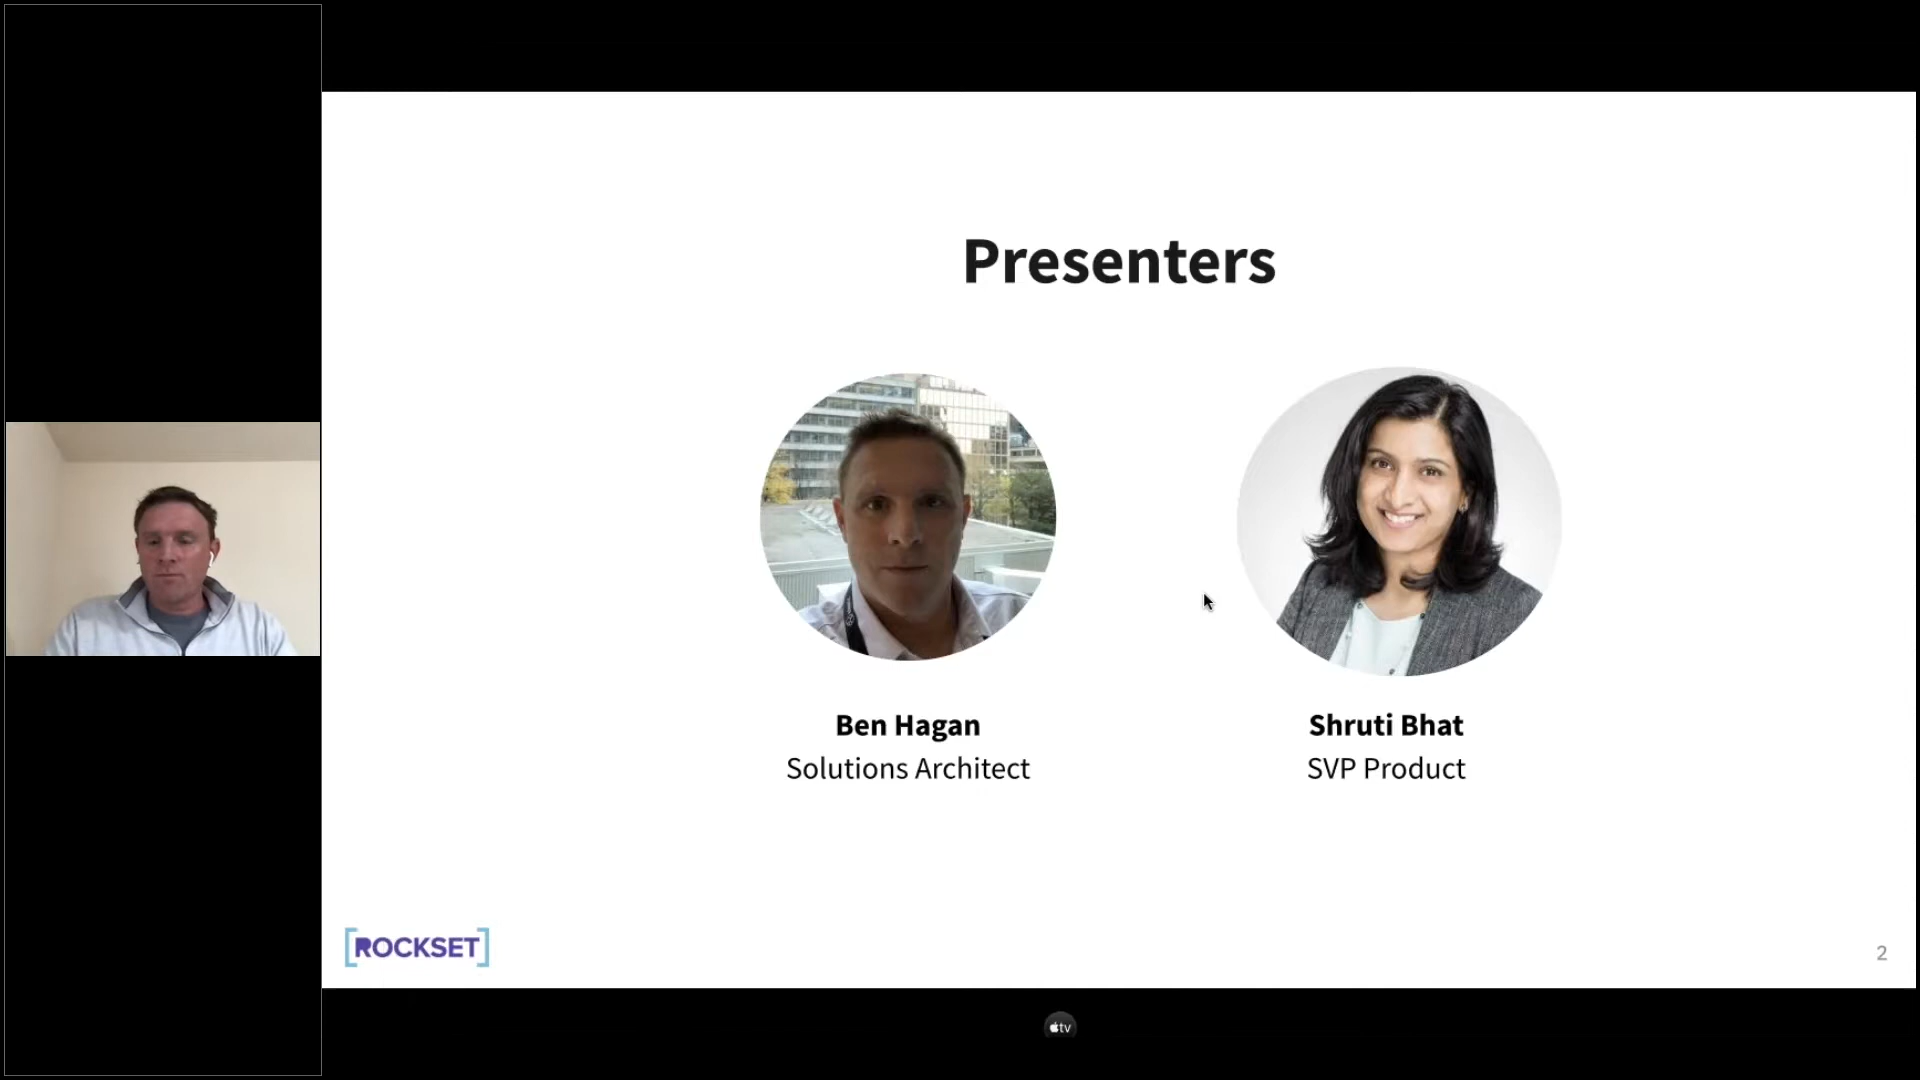 Presenters
Ben Hagan
Solutions Architect
Shruti Bhat
SVP Product
[ROCKSET]
2
tv